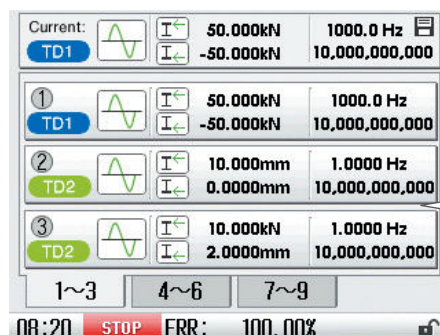 Current: 50.000kN 1000.0 Hz
TD1 -50.000kN 10,000,000,000
1 50.000kN 1000.0 Hz
TD1 -50.000kN 10,000,000,000
2 10.000mm 1.0000 Hz
TD2 0.0000mm 10,000,000,000
3 10.000kN 1.0000 Hz
TD2 2.0000mm 10,000,000,000
1～3 4～6 7～9
08:20 STOP FRR: 100.00%